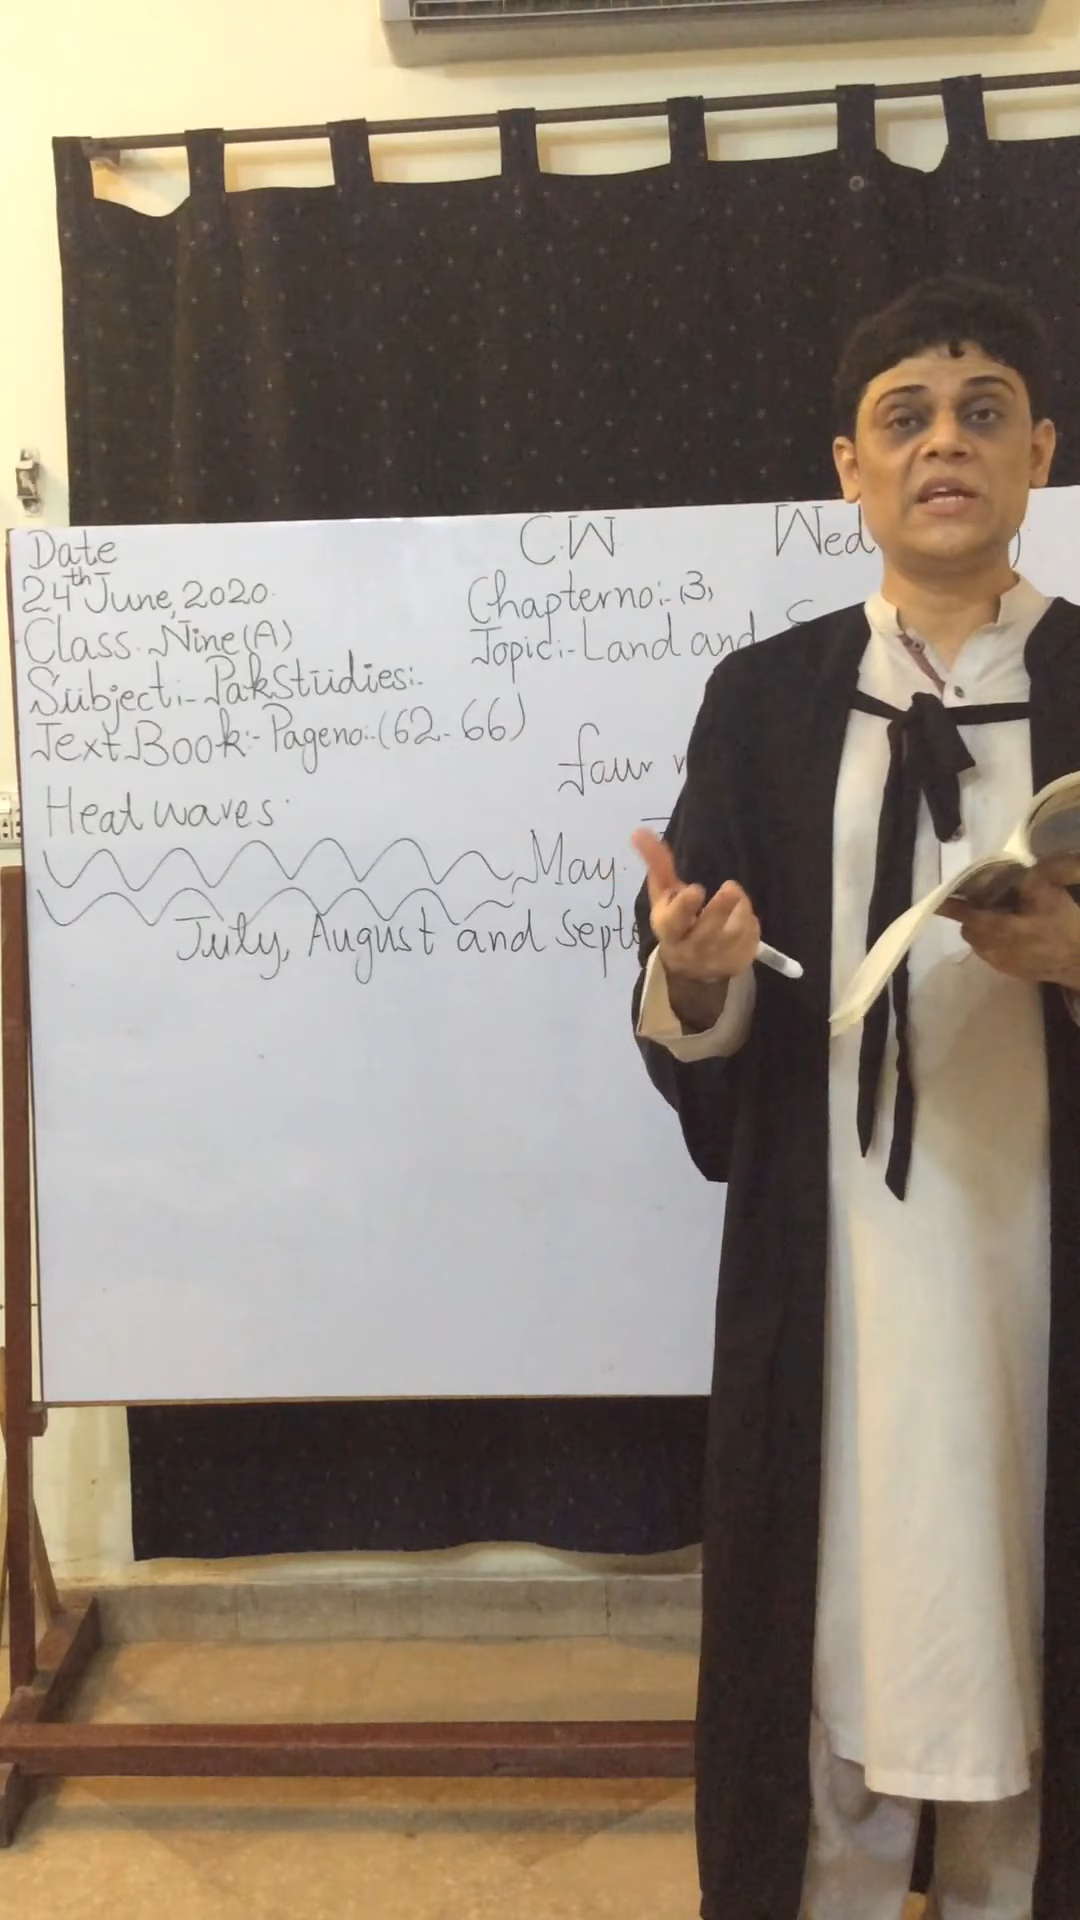 Date
C.W
24th June, 2020.
Chapter no:- 3,
Class. Nine(A)
Topic:- Land and
Subject:- Pak Studies:-
Text Book:- Page no:-(62-66)
four
Heat waves.
May.
July, August and